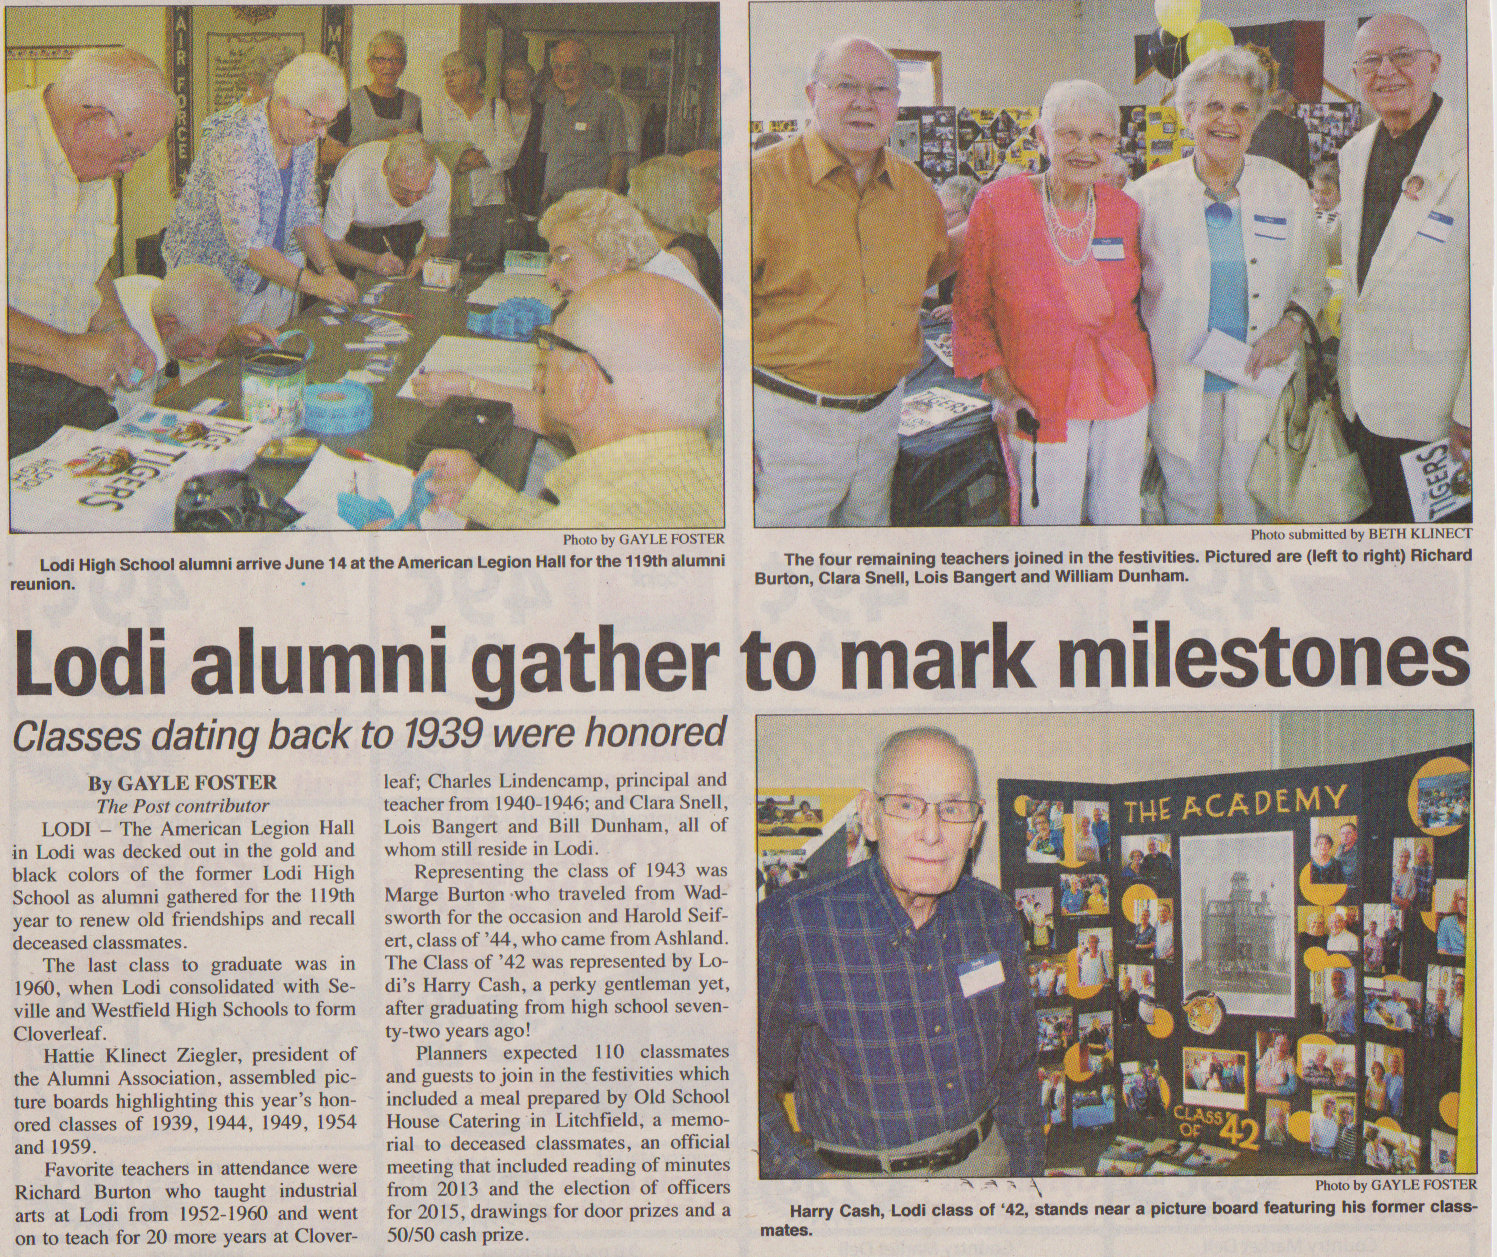 AIR FORCE
MA
TIGERS
TIGERS
LODI HIGH
Photo by GAYLE FOSTER
Lodi High School alumni arrive June 14 at the American Legion Hall for the 119th alumni
reunion.
TIGERS
TIGERS
Photo submitted by BETH KLINECT
The four remaining teachers joined in the festivities. Pictured are (left to right) Richard
Burton, Clara Snell, Lois Bangert and William Dunham.
Lodi alumni gather to mark milestones
Classes dating back to 1939 were honored
By GAYLE FOSTER
The Post contributor
LODI – The American Legion Hall
in Lodi was decked out in the gold and
black colors of the former Lodi High
School as alumni gathered for the 119th
year to renew old friendships and recall
deceased classmates.
The last class to graduate was in
1960, when Lodi consolidated with Se-
ville and Westfield High Schools to form
Cloverleaf.
Hattie Klinect Ziegler, president of
the Alumni Association, assembled pic-
ture boards highlighting this year's hon-
ored classes of 1939, 1944, 1949, 1954
and 1959.
Favorite teachers in attendance were
Richard Burton who taught industrial
arts at Lodi from 1952-1960 and went
on to teach for 20 more years at Clover-
leaf; Charles Lindencamp, principal and
teacher from 1940-1946; and Clara Snell,
Lois Bangert and Bill Dunham, all of
whom still reside in Lodi.
Representing the class of 1943 was
Marge Burton who traveled from Wad-
sworth for the occasion and Harold Seif-
ert, class of '44, who came from Ashland.
The Class of '42 was represented by Lo-
di's Harry Cash, a perky gentleman yet,
after graduating from high school seven-
ty-two years ago!
Planners expected 110 classmates
and guests to join in the festivities which
included a meal prepared by Old School
House Catering in Litchfield, a memo-
rial to deceased classmates, an official
meeting that included reading of minutes
from 2013 and the election of officers
for 2015, drawings for door prizes and a
50/50 cash prize.
THE ACADEMY
CLASS
OF '42
Photo by GAYLE FOSTER
Harry Cash, Lodi class of '42, stands near a picture board featuring his former class-
mates.